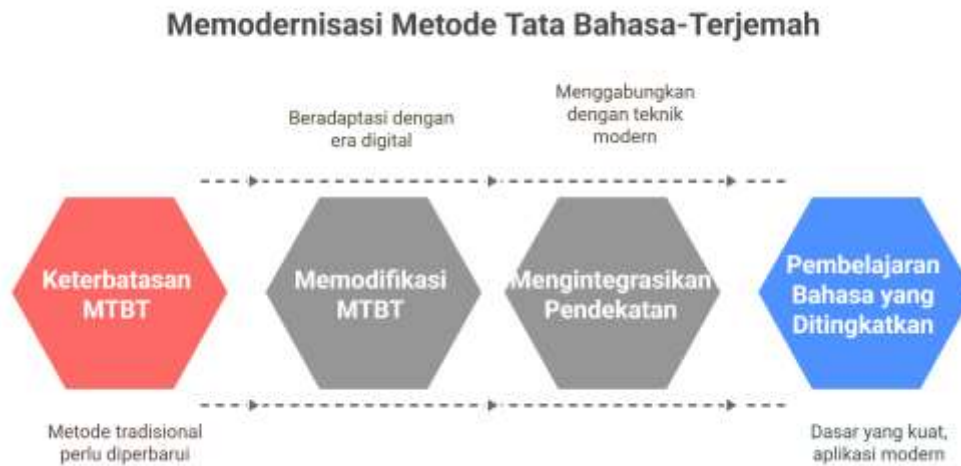 Memodernisasi Metode Tata Bahasa-Terjemah
Beradaptasi dengan
era digital
Menggabungkan
dengan teknik
modern
Keterbatasan
MTBT
Memodifikasi
MTBT
Mengintegrasikan
Pendekatan
Pembelajaran
Bahasa yang
Ditingkatkan
Metode tradisional
perlu diperbarui
Dasar yang kuat,
aplikasi modern